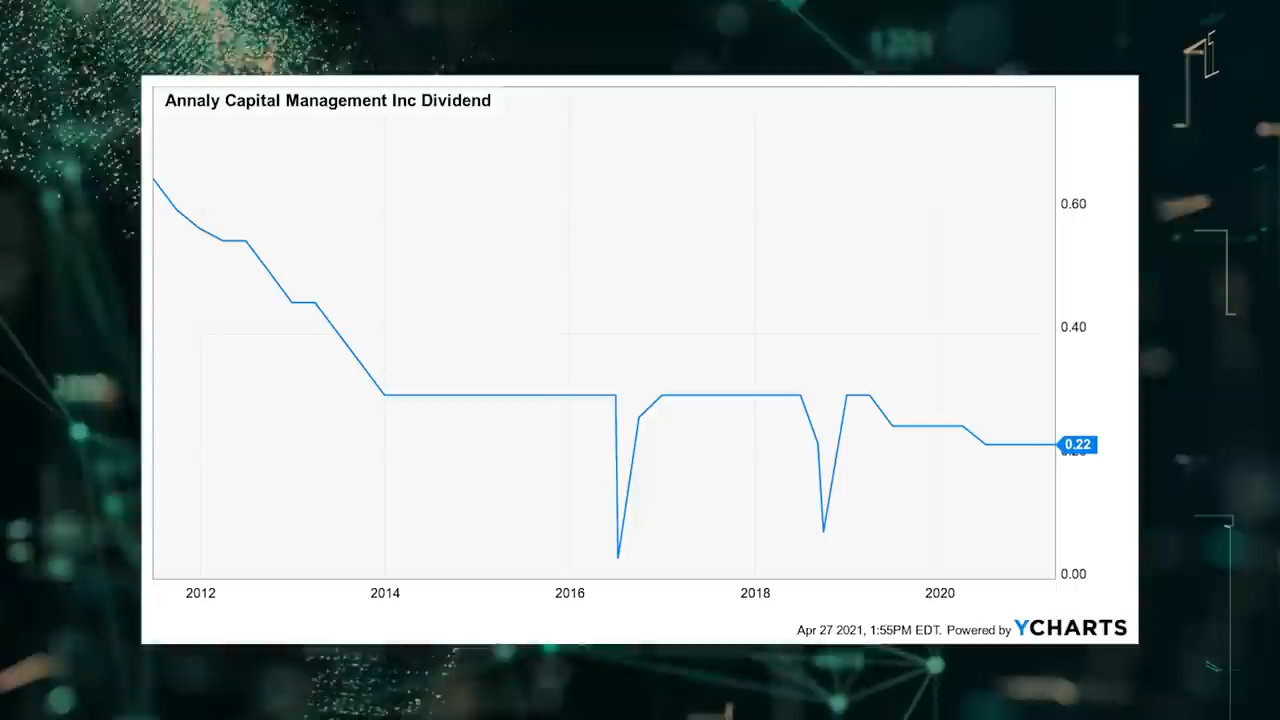 Annaly Capital Management Inc Dividend
0.60
0.40
0.22
0.00
2012 2014 2016 2018 2020
Apr 27 2021, 1:55PM EDT. Powered by YCHARTS